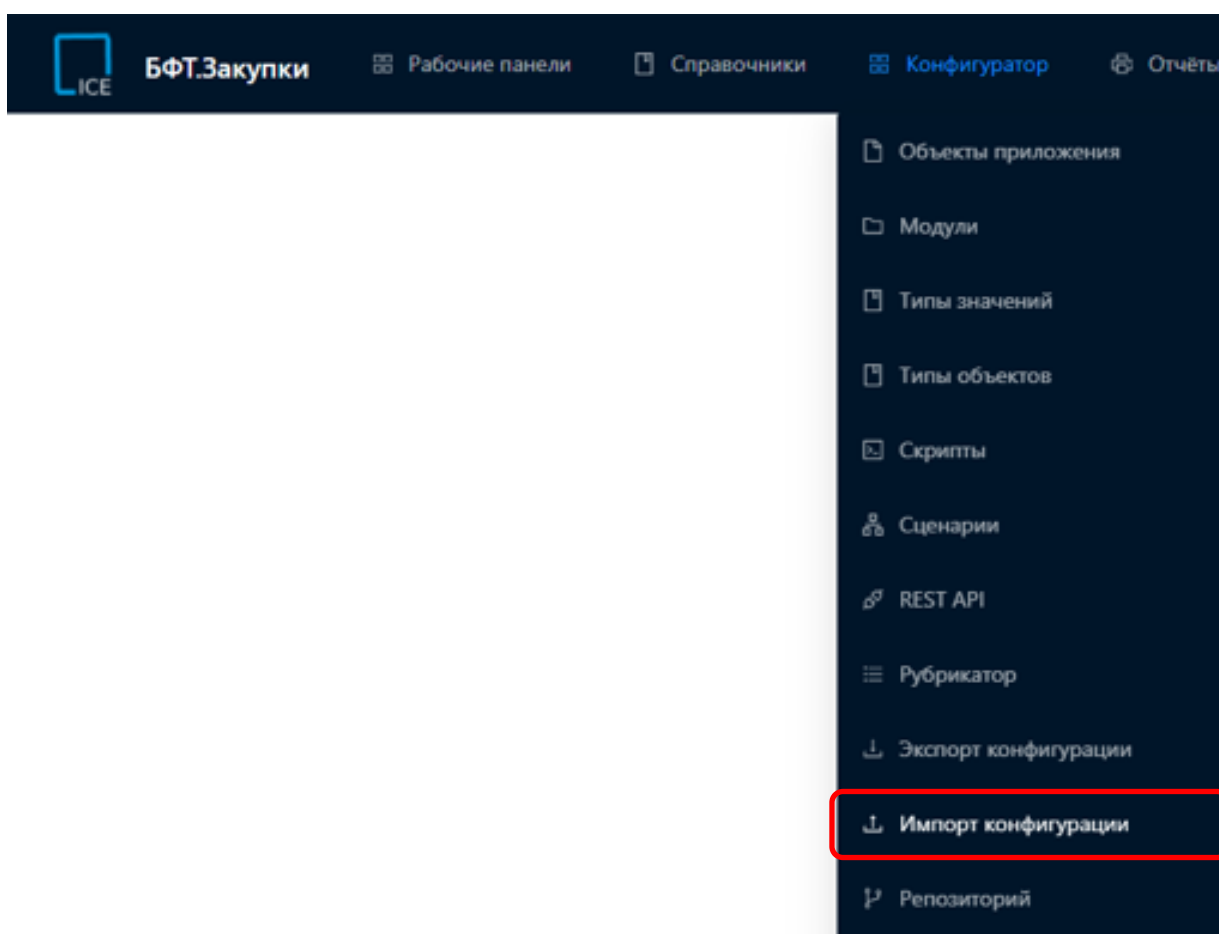 ICE БФТ.Закупки Рабочие панели Справочники Конфигуратор Отчёты
Объекты приложения
Модули
Типы значений
Типы объектов
Скрипты
Сценарии
REST API
Рубрикатор
Экспорт конфигурации
Импорт конфигурации
Репозиторий